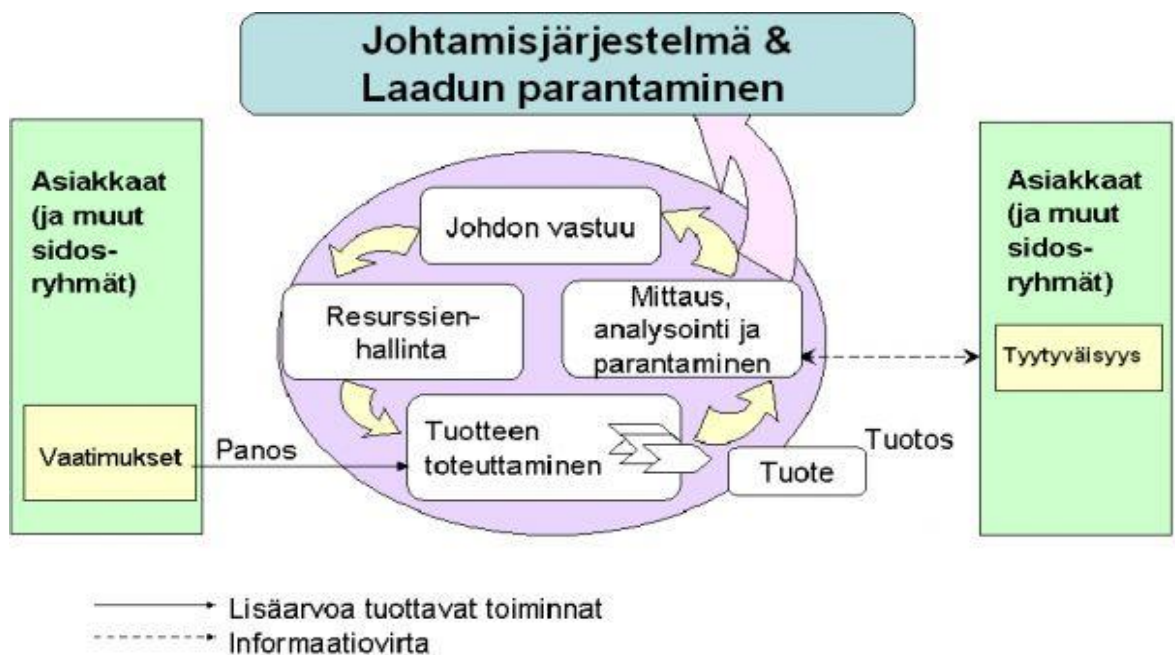 Johtamisjärjestelmä &
Laadun parantaminen
Asiakkaat
(ja muut
sidos-
ryhmät)
Vaatimukset
Panos
Johdon vastuu
Resurssien-
hallinta
Mittaus,
analysointi ja
parantaminen
Tuotteen
toteuttaminen
Tuote
Tuotos
Asiakkaat
(ja muut
sidos-
ryhmät)
Tyytyväisyys
Lisäarvoa tuottavat toiminnat
Informaatiovirta